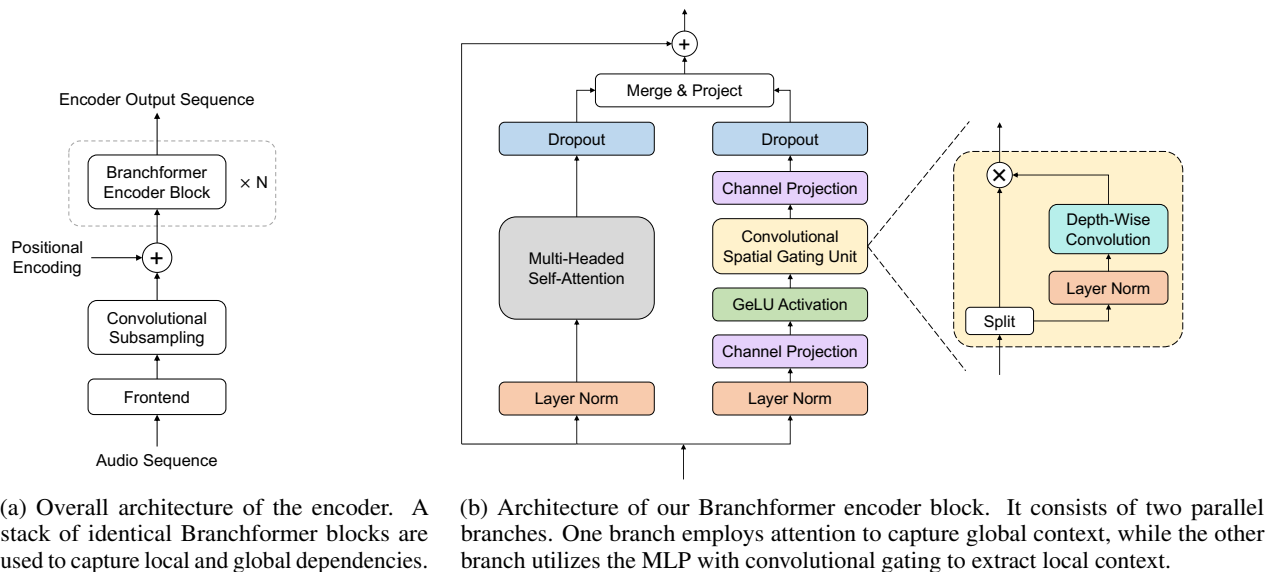 Encoder Output Sequence
Branchformer
Encoder Block
× N
Positional
Encoding
+
Convolutional
Subsampling
Frontend
Audio Sequence
+
Merge & Project
Dropout
Multi-Headed
Self-Attention
Layer Norm
Dropout
Channel Projection
Convolutional
Spatial Gating Unit
GeLU Activation
Channel Projection
Layer Norm
×
Depth-Wise
Convolution
Layer Norm
Split
(a) Overall architecture of the encoder. A
stack of identical Branchformer blocks are
used to capture local and global dependencies.
(b) Architecture of our Branchformer encoder block. It consists of two parallel
branches. One branch employs attention to capture global context, while the other
branch utilizes the MLP with convolutional gating to extract local context.